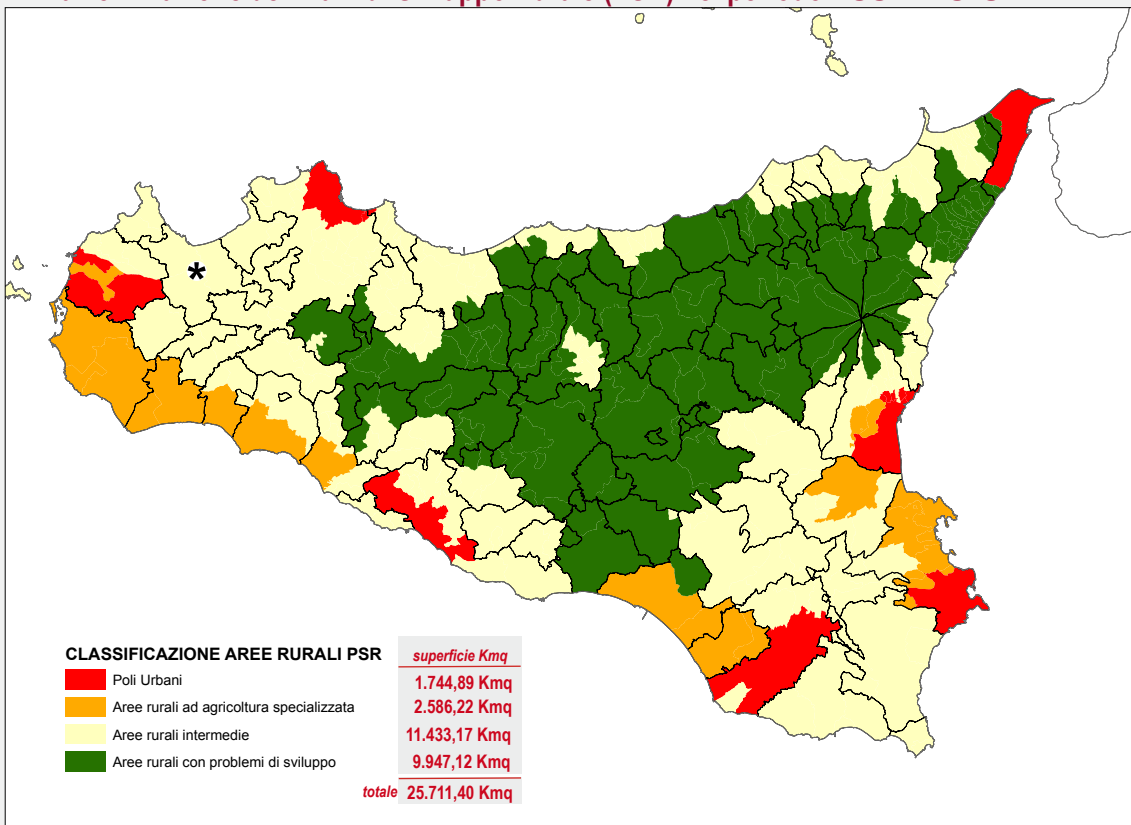 *
CLASSIFICAZIONE AREE RURALI PSR superficie Kmq
Poli Urbani 1.744,89 Kmq
Aree rurali ad agricoltura specializzata 2.586,22 Kmq
Aree rurali intermedie 11.433,17 Kmq
Aree rurali con problemi di sviluppo 9.947,12 Kmq
totale 25.711,40 Kmq